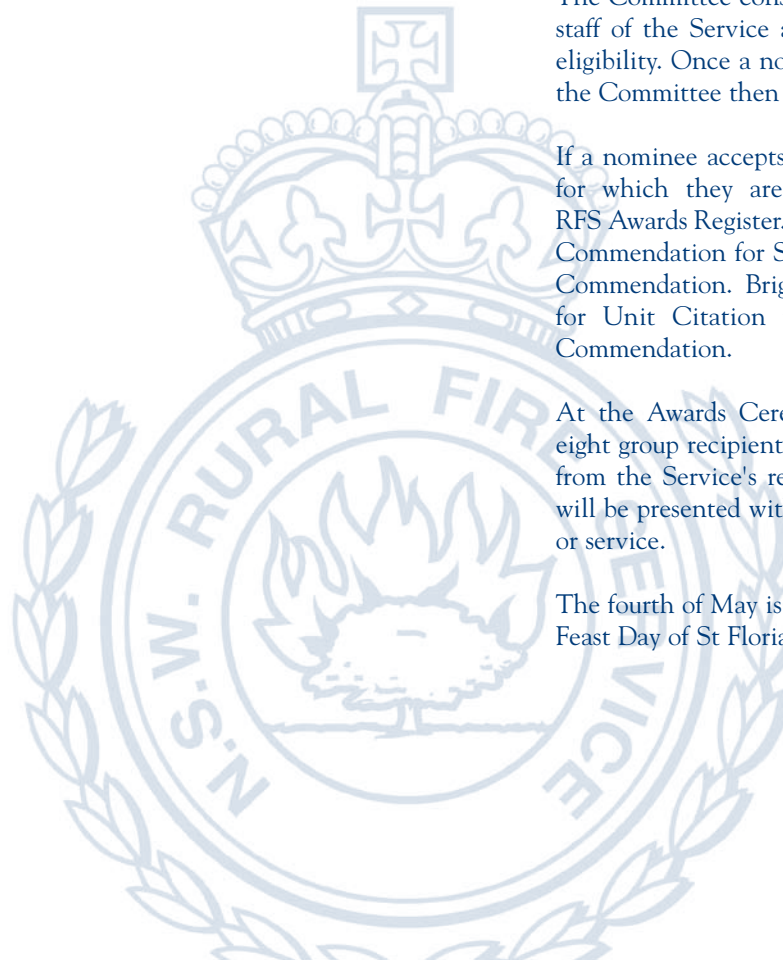 The Committee cons
staff of the Service a
eligibility. Once a no
the Committee then
If a nominee accepts
for which they are
RFS Awards Register.
Commendation for S
Commendation. Brig
for Unit Citation
Commendation.
At the Awards Cere
eight group recipient
from the Service's re
will be presented wit
or service.
The fourth of May is
Feast Day of St Floria
N.S.W. RURAL FIRE SERVICE